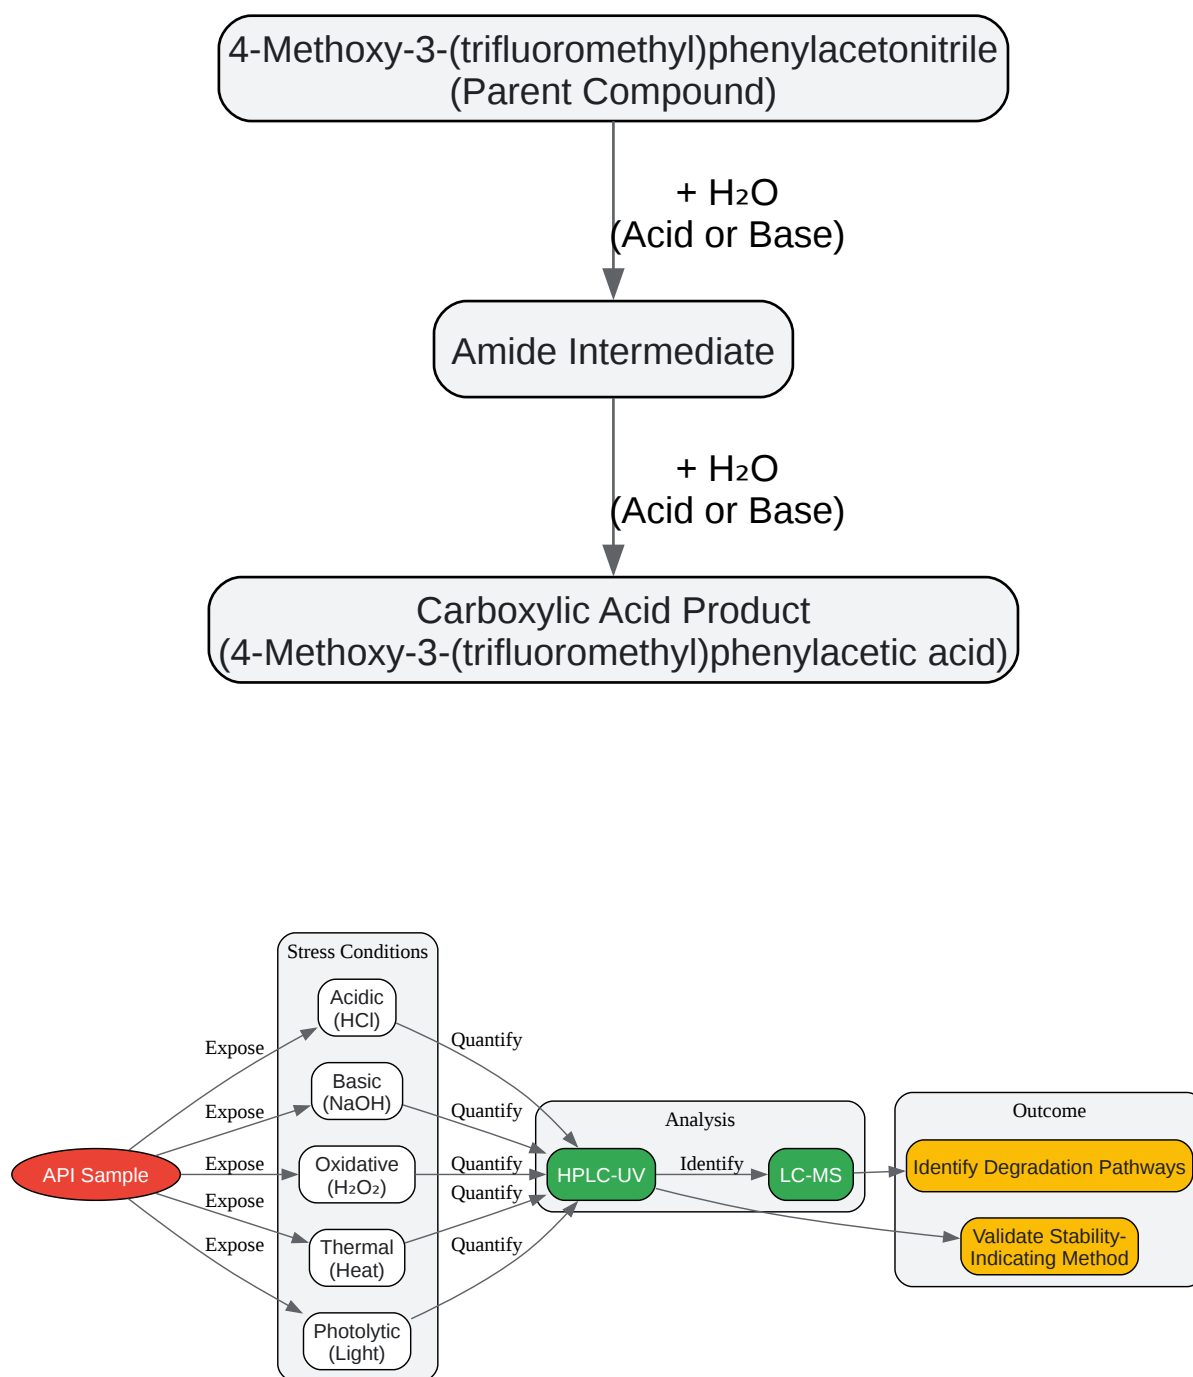 4-Methoxy-3-(trifluoromethyl)phenylacetonitrile
(Parent Compound)
+ H₂O
(Acid or Base)
Amide Intermediate
+ H₂O
(Acid or Base)
Carboxylic Acid Product
(4-Methoxy-3-(trifluoromethyl)phenylacetic acid)
API Sample
Expose
Expose
Expose
Expose
Expose
Stress Conditions
Acidic
(HCl)
Basic
(NaOH)
Oxidative
(H₂O₂)
Thermal
(Heat)
Photolytic
(Light)
Quantify
Quantify
Quantify
Quantify
Quantify
Analysis
HPLC-UV
Identify
LC-MS
Outcome
Identify Degradation Pathways
Validate Stability-
Indicating Method